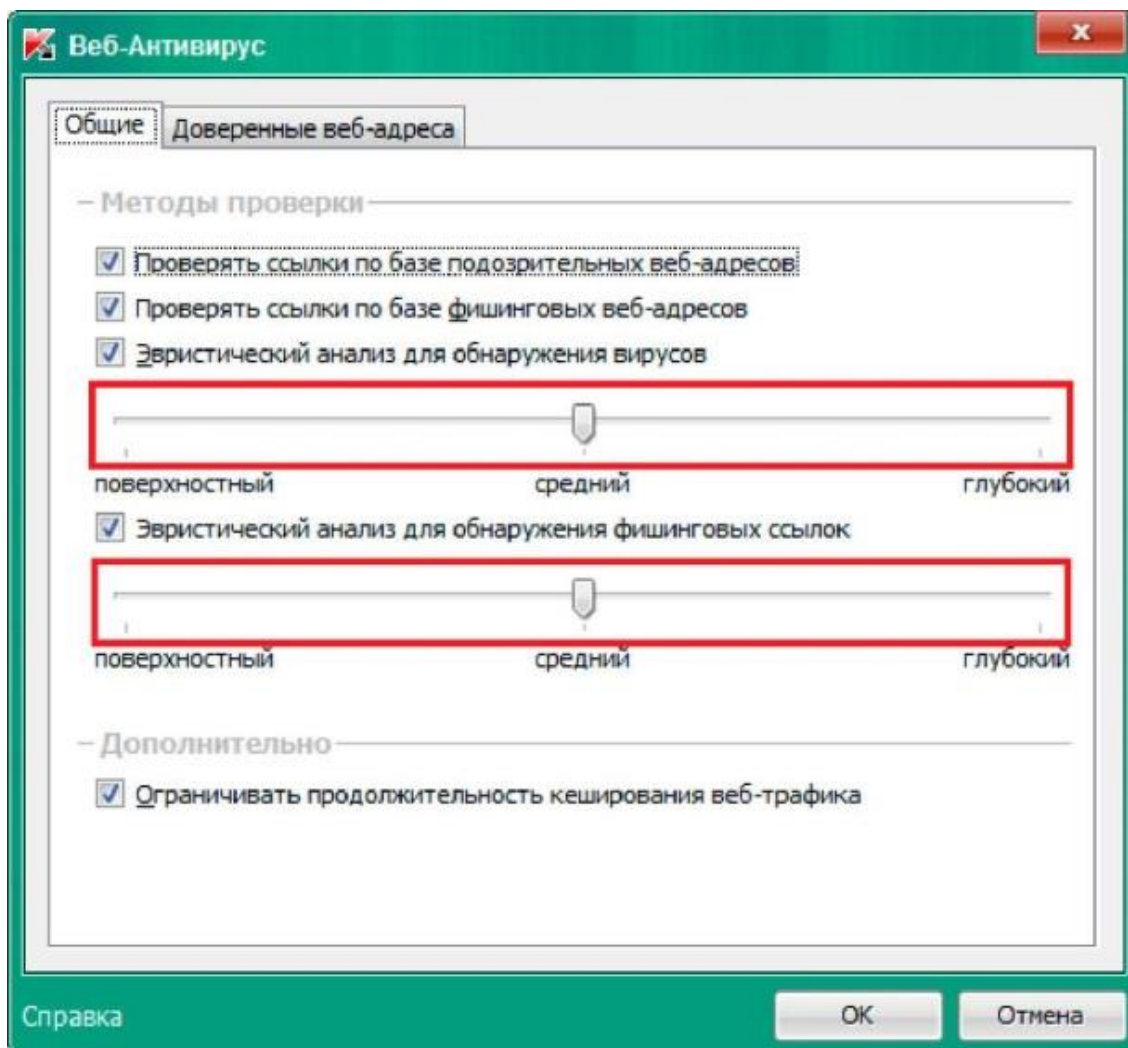 Веб-Антивирус
Общие Доверенные веб-адреса
Методы проверки
Проверять ссылки по базе подозрительных веб-адресов
Проверять ссылки по базе фишинговых веб-адресов
Эвристический анализ для обнаружения вирусов
поверхностный средний глубокий
Эвристический анализ для обнаружения фишинговых ссылок
поверхностный средний глубокий
Дополнительно
Ограничивать продолжительность кеширования веб-трафика
Справка ОК Отмена